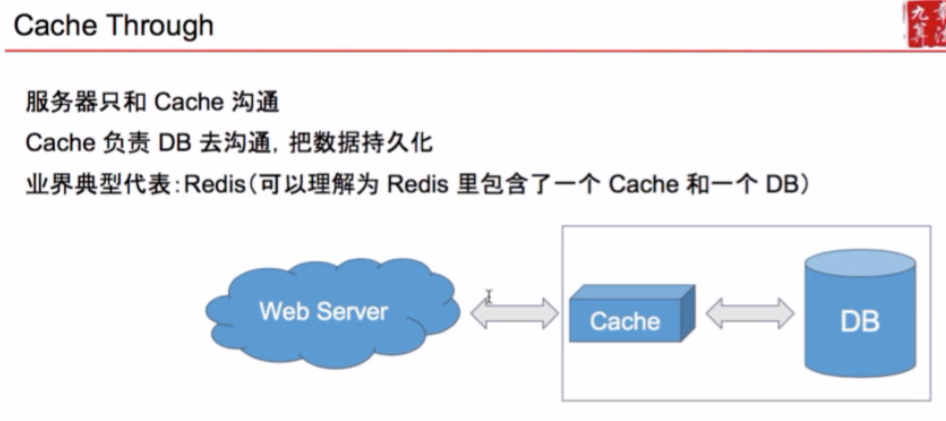 Cache Through
九章
算法
服务器只和 Cache 沟通
Cache 负责 DB 去沟通, 把数据持久化
业界典型代表:Redis(可以理解为 Redis 里包含了一个 Cache 和一个 DB)
Web Server
Cache
DB